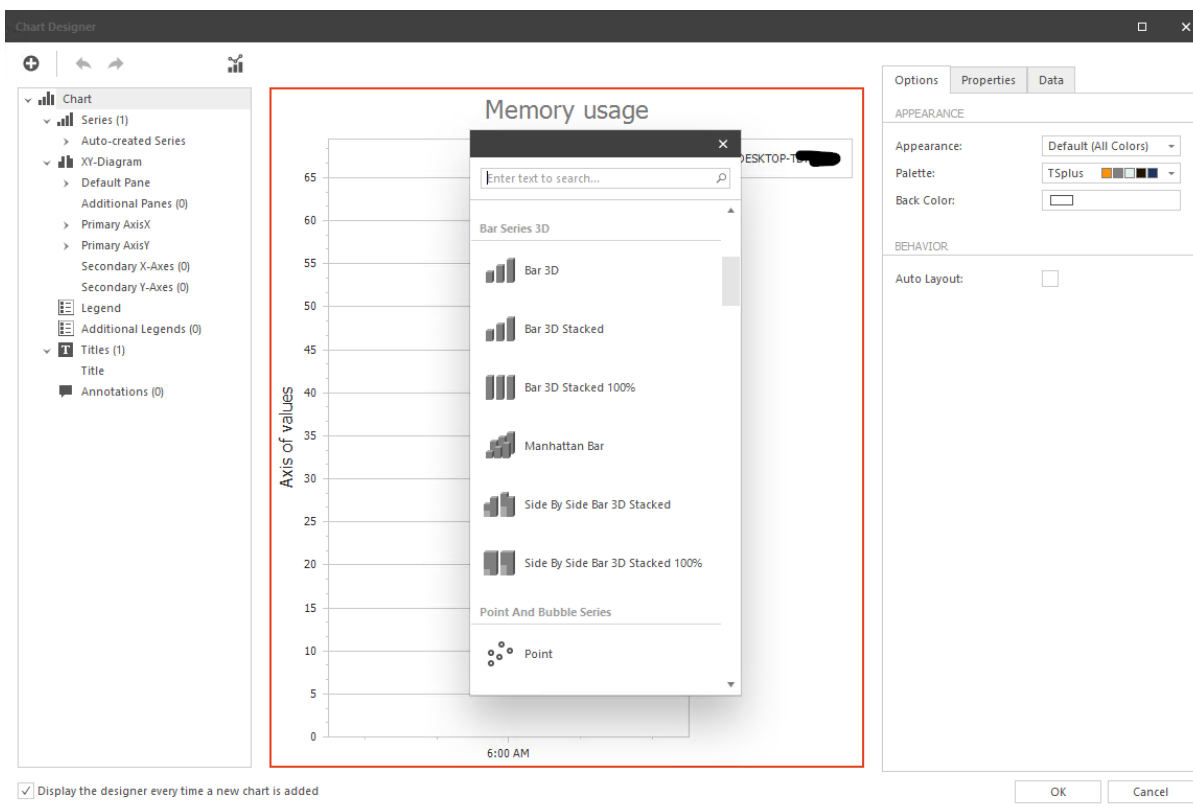 Chart Designer
Chart
Series (1)
Auto-created Series
XY-Diagram
Default Pane
Additional Panes (0)
Primary AxisX
Primary AxisY
Secondary X-Axes (0)
Secondary Y-Axes (0)
Legend
Additional Legends (0)
T Titles (1)
Title
Annotations (0)
Memory usage
DESKTOP-
65
60
55
50
45
40
35
30
25
20
15
10
5
0
Axis of values
6:00 AM
Enter text to search...
Bar Series 3D
Bar 3D
Bar 3D Stacked
Bar 3D Stacked 100%
Manhattan Bar
Side By Side Bar 3D Stacked
Side By Side Bar 3D Stacked 100%
Point And Bubble Series
Point
Options Properties Data
APPEARANCE
Appearance: Default (All Colors)
Palette: TSplus
Back Color:
BEHAVIOR
Auto Layout:
Display the designer every time a new chart is added
OK Cancel